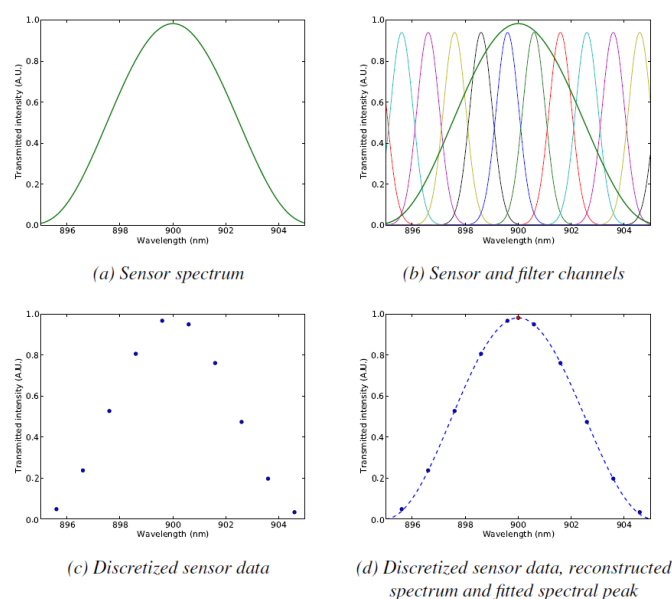 1.0
0.8
0.6
0.4
0.2
0.0
Transmitted intensity (A.U.)
896 898 900 902 904
Wavelength (nm)
(a) Sensor spectrum
1.0
0.8
0.6
0.4
0.2
0.0
Transmitted intensity (A.U.)
896 898 900 902 904
Wavelength (nm)
(b) Sensor and filter channels
1.0
0.8
0.6
0.4
0.2
0.0
Transmitted intensity (A.U.)
896 898 900 902 904
Wavelength (nm)
(c) Discretized sensor data
1.0
0.8
0.6
0.4
0.2
0.0
Transmitted intensity (A.U.)
896 898 900 902 904
Wavelength (nm)
(d) Discretized sensor data, reconstructed
spectrum and fitted spectral peak